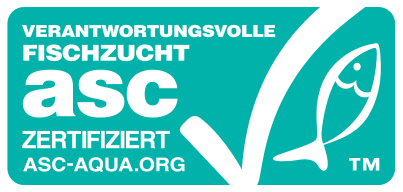 VERANTWORTUNGSVOLLE
FISCHZUCHT
asc
ZERTIFIZIERT
ASC-AQUA.ORG
TM